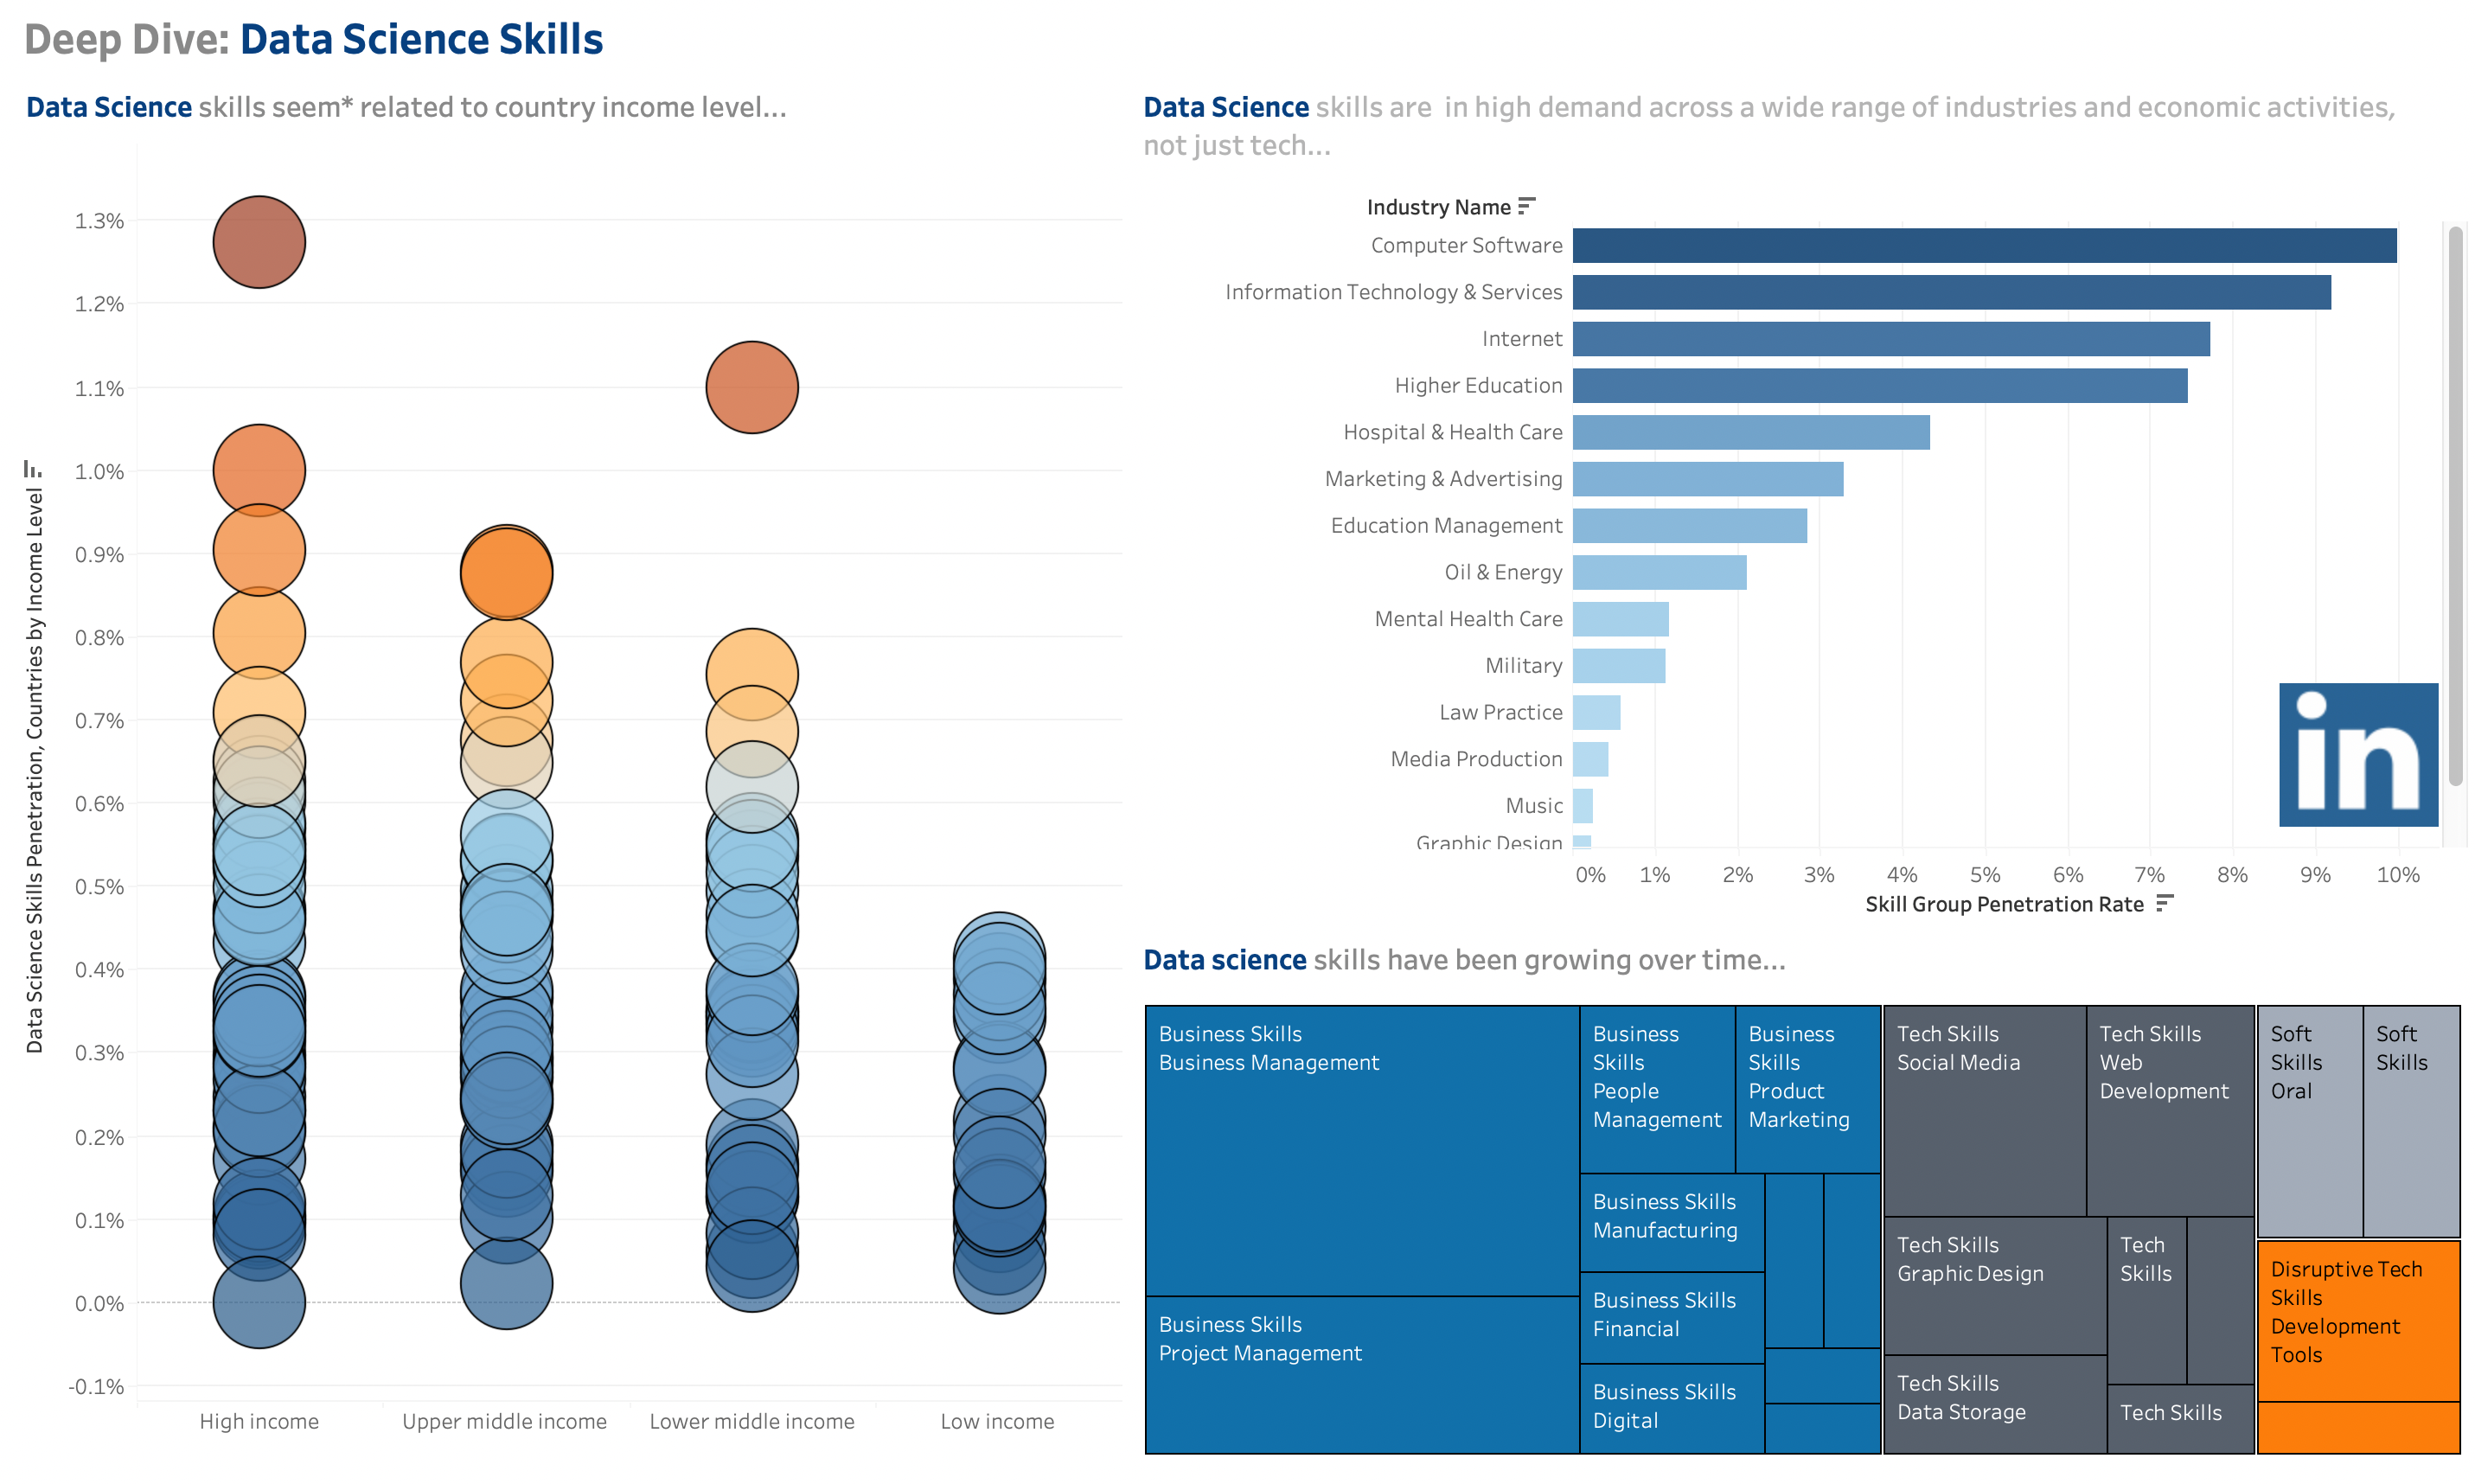 Deep Dive: Data Science Skills
Data Science skills seem* related to country income level...
Data Science Skills Penetration, Countries by Income Level
1.3%
1.2%
1.1%
1.0%
0.9%
0.8%
0.7%
0.6%
0.5%
0.4%
0.3%
0.2%
0.1%
0.0%
-0.1%
High income
Upper middle income
Lower middle income
Low income
Data Science skills are in high demand across a wide range of industries and economic activities,
not just tech...
Industry Name
Computer Software
Information Technology & Services
Internet
Higher Education
Hospital & Health Care
Marketing & Advertising
Education Management
Oil & Energy
Mental Health Care
Military
Law Practice
Media Production
Music
Graphic Design
in
0%
1%
2%
3%
4%
5%
6%
7%
8%
9%
10%
Skill Group Penetration Rate
Data science skills have been growing over time...
Business Skills
Business Management
Business Skills
Project Management
Business
Skills
People
Management
Business
Skills
Product
Marketing
Business Skills
Manufacturing
Business Skills
Financial
Business Skills
Digital
Tech Skills
Social Media
Tech Skills
Web
Development
Tech Skills
Graphic Design
Tech
Skills
Tech Skills
Data Storage
Tech Skills
Soft
Skills
Oral
Soft
Skills
Disruptive Tech
Skills
Development
Tools